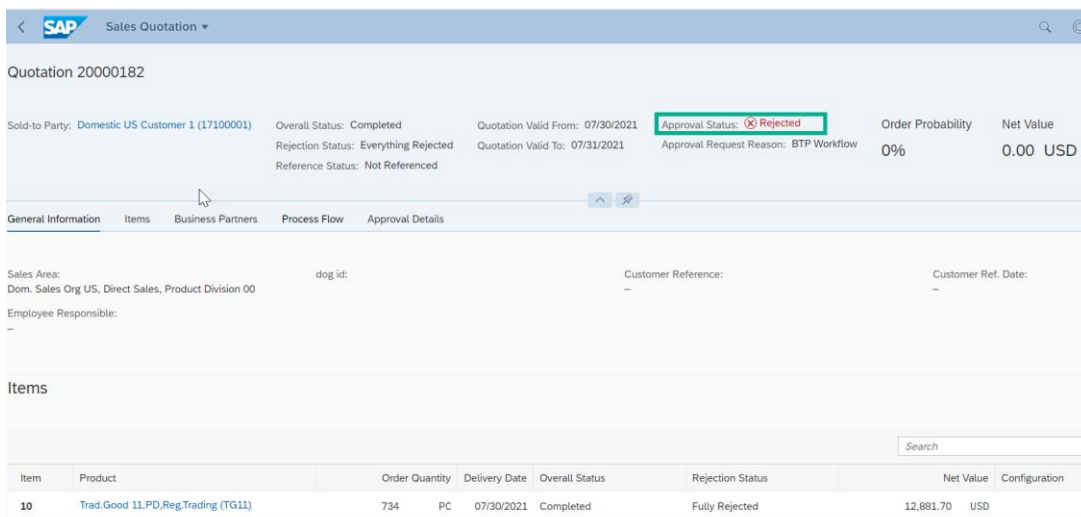 SAP Sales Quotation
Quotation 20000182
Sold-to Party: Domestic US Customer 1 (17100001) Overall Status: Completed Quotation Valid From: 07/30/2021 Approval Status: Rejected Order Probability Net Value
Rejection Status: Everything Rejected Quotation Valid To: 07/31/2021 Approval Request Reason: BTP Workflow 0% 0.00 USD
Reference Status: Not Referenced
General Information Items Business Partners Process Flow Approval Details
Sales Area: dog id: Customer Reference: Customer Ref. Date:
Dom. Sales Org US, Direct Sales, Product Division 00 – –
Employee Responsible:
–
Items
Search
Item Product Order Quantity Delivery Date Overall Status Rejection Status Net Value Configuration
10 Trad.Good 11,PD,Reg.Trading (TG11) 734 PC 07/30/2021 Completed Fully Rejected 12,881.70 USD